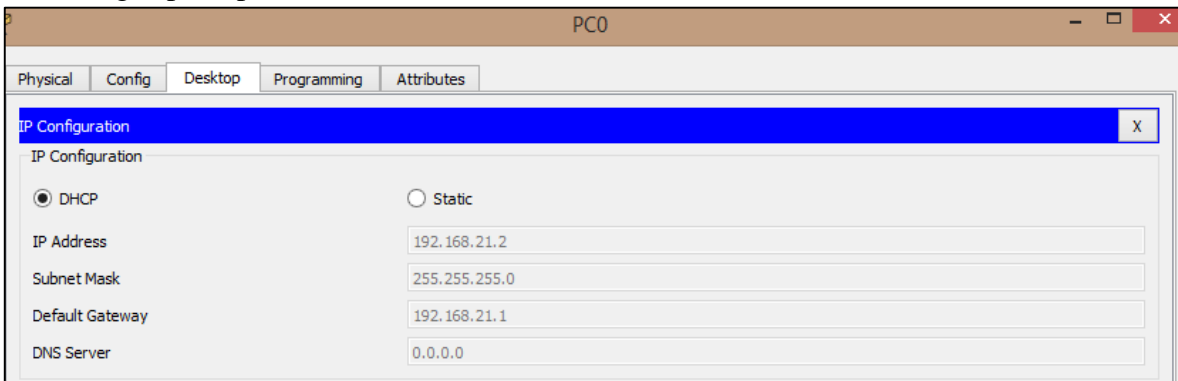 PC0
Physical Config Desktop Programming Attributes
IP Configuration X
IP Configuration
DHCP Static
IP Address 192.168.21.2
Subnet Mask 255.255.255.0
Default Gateway 192.168.21.1
DNS Server 0.0.0.0